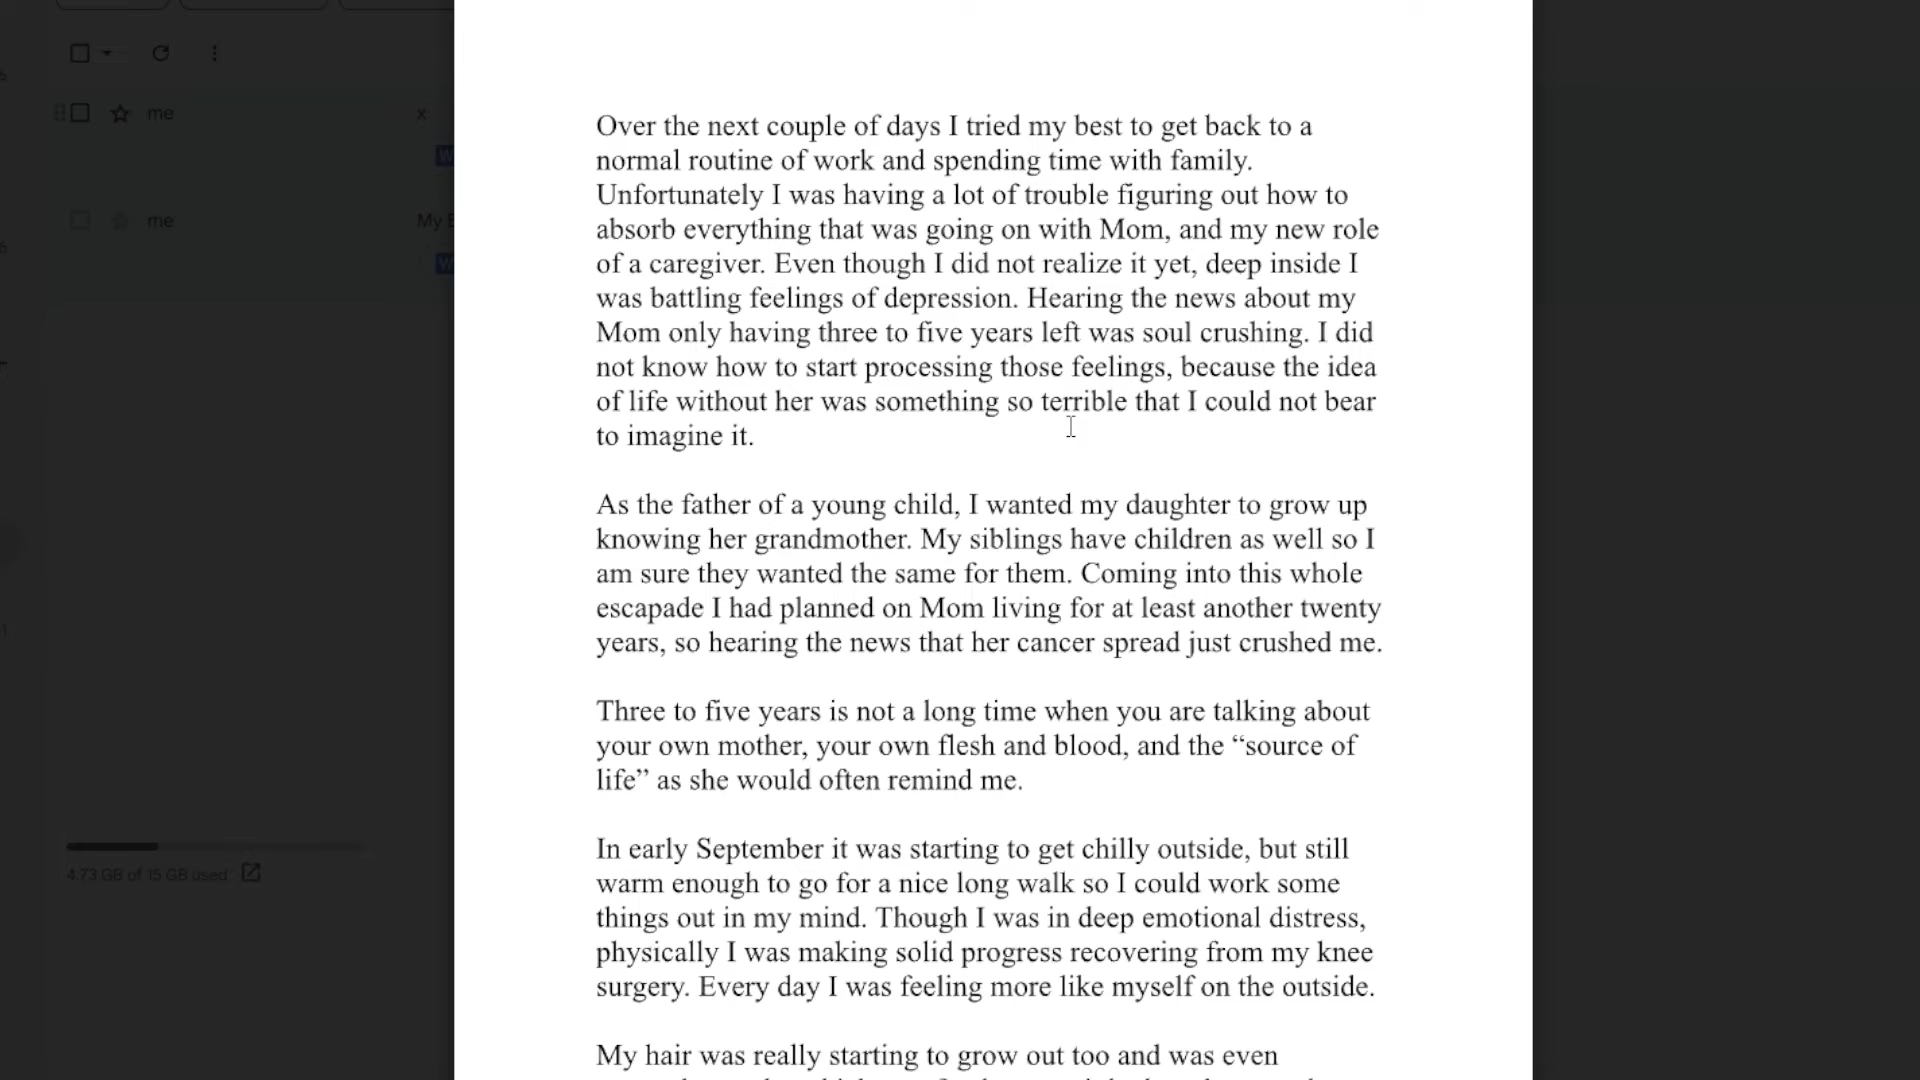 me
x
me
My
4.73 GB of 15 GB used
Over the next couple of days I tried my best to get back to a
normal routine of work and spending time with family.
Unfortunately I was having a lot of trouble figuring out how to
absorb everything that was going on with Mom, and my new role
of a caregiver. Even though I did not realize it yet, deep inside I
was battling feelings of depression. Hearing the news about my
Mom only having three to five years left was soul crushing. I did
not know how to start processing those feelings, because the idea
of life without her was something so terrible that I could not bear
to imagine it.
As the father of a young child, I wanted my daughter to grow up
knowing her grandmother. My siblings have children as well so I
am sure they wanted the same for them. Coming into this whole
escapade I had planned on Mom living for at least another twenty
years, so hearing the news that her cancer spread just crushed me.
Three to five years is not a long time when you are talking about
your own mother, your own flesh and blood, and the “source of
life” as she would often remind me.
In early September it was starting to get chilly outside, but still
warm enough to go for a nice long walk so I could work some
things out in my mind. Though I was in deep emotional distress,
physically I was making solid progress recovering from my knee
surgery. Every day I was feeling more like myself on the outside.
My hair was really starting to grow out too and was even